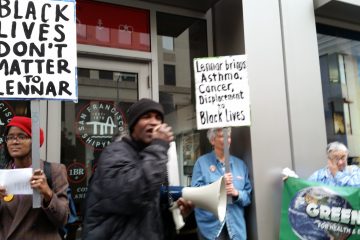 BLACK
LIVES
DON'T
MATTER
TO
LENNAR
Lennar brings
Asthma,
Cancer,
Displacement
to
Black Lives
SAN FRANCISCO
SHIPYARD
GREEN
FOR HEALTH &